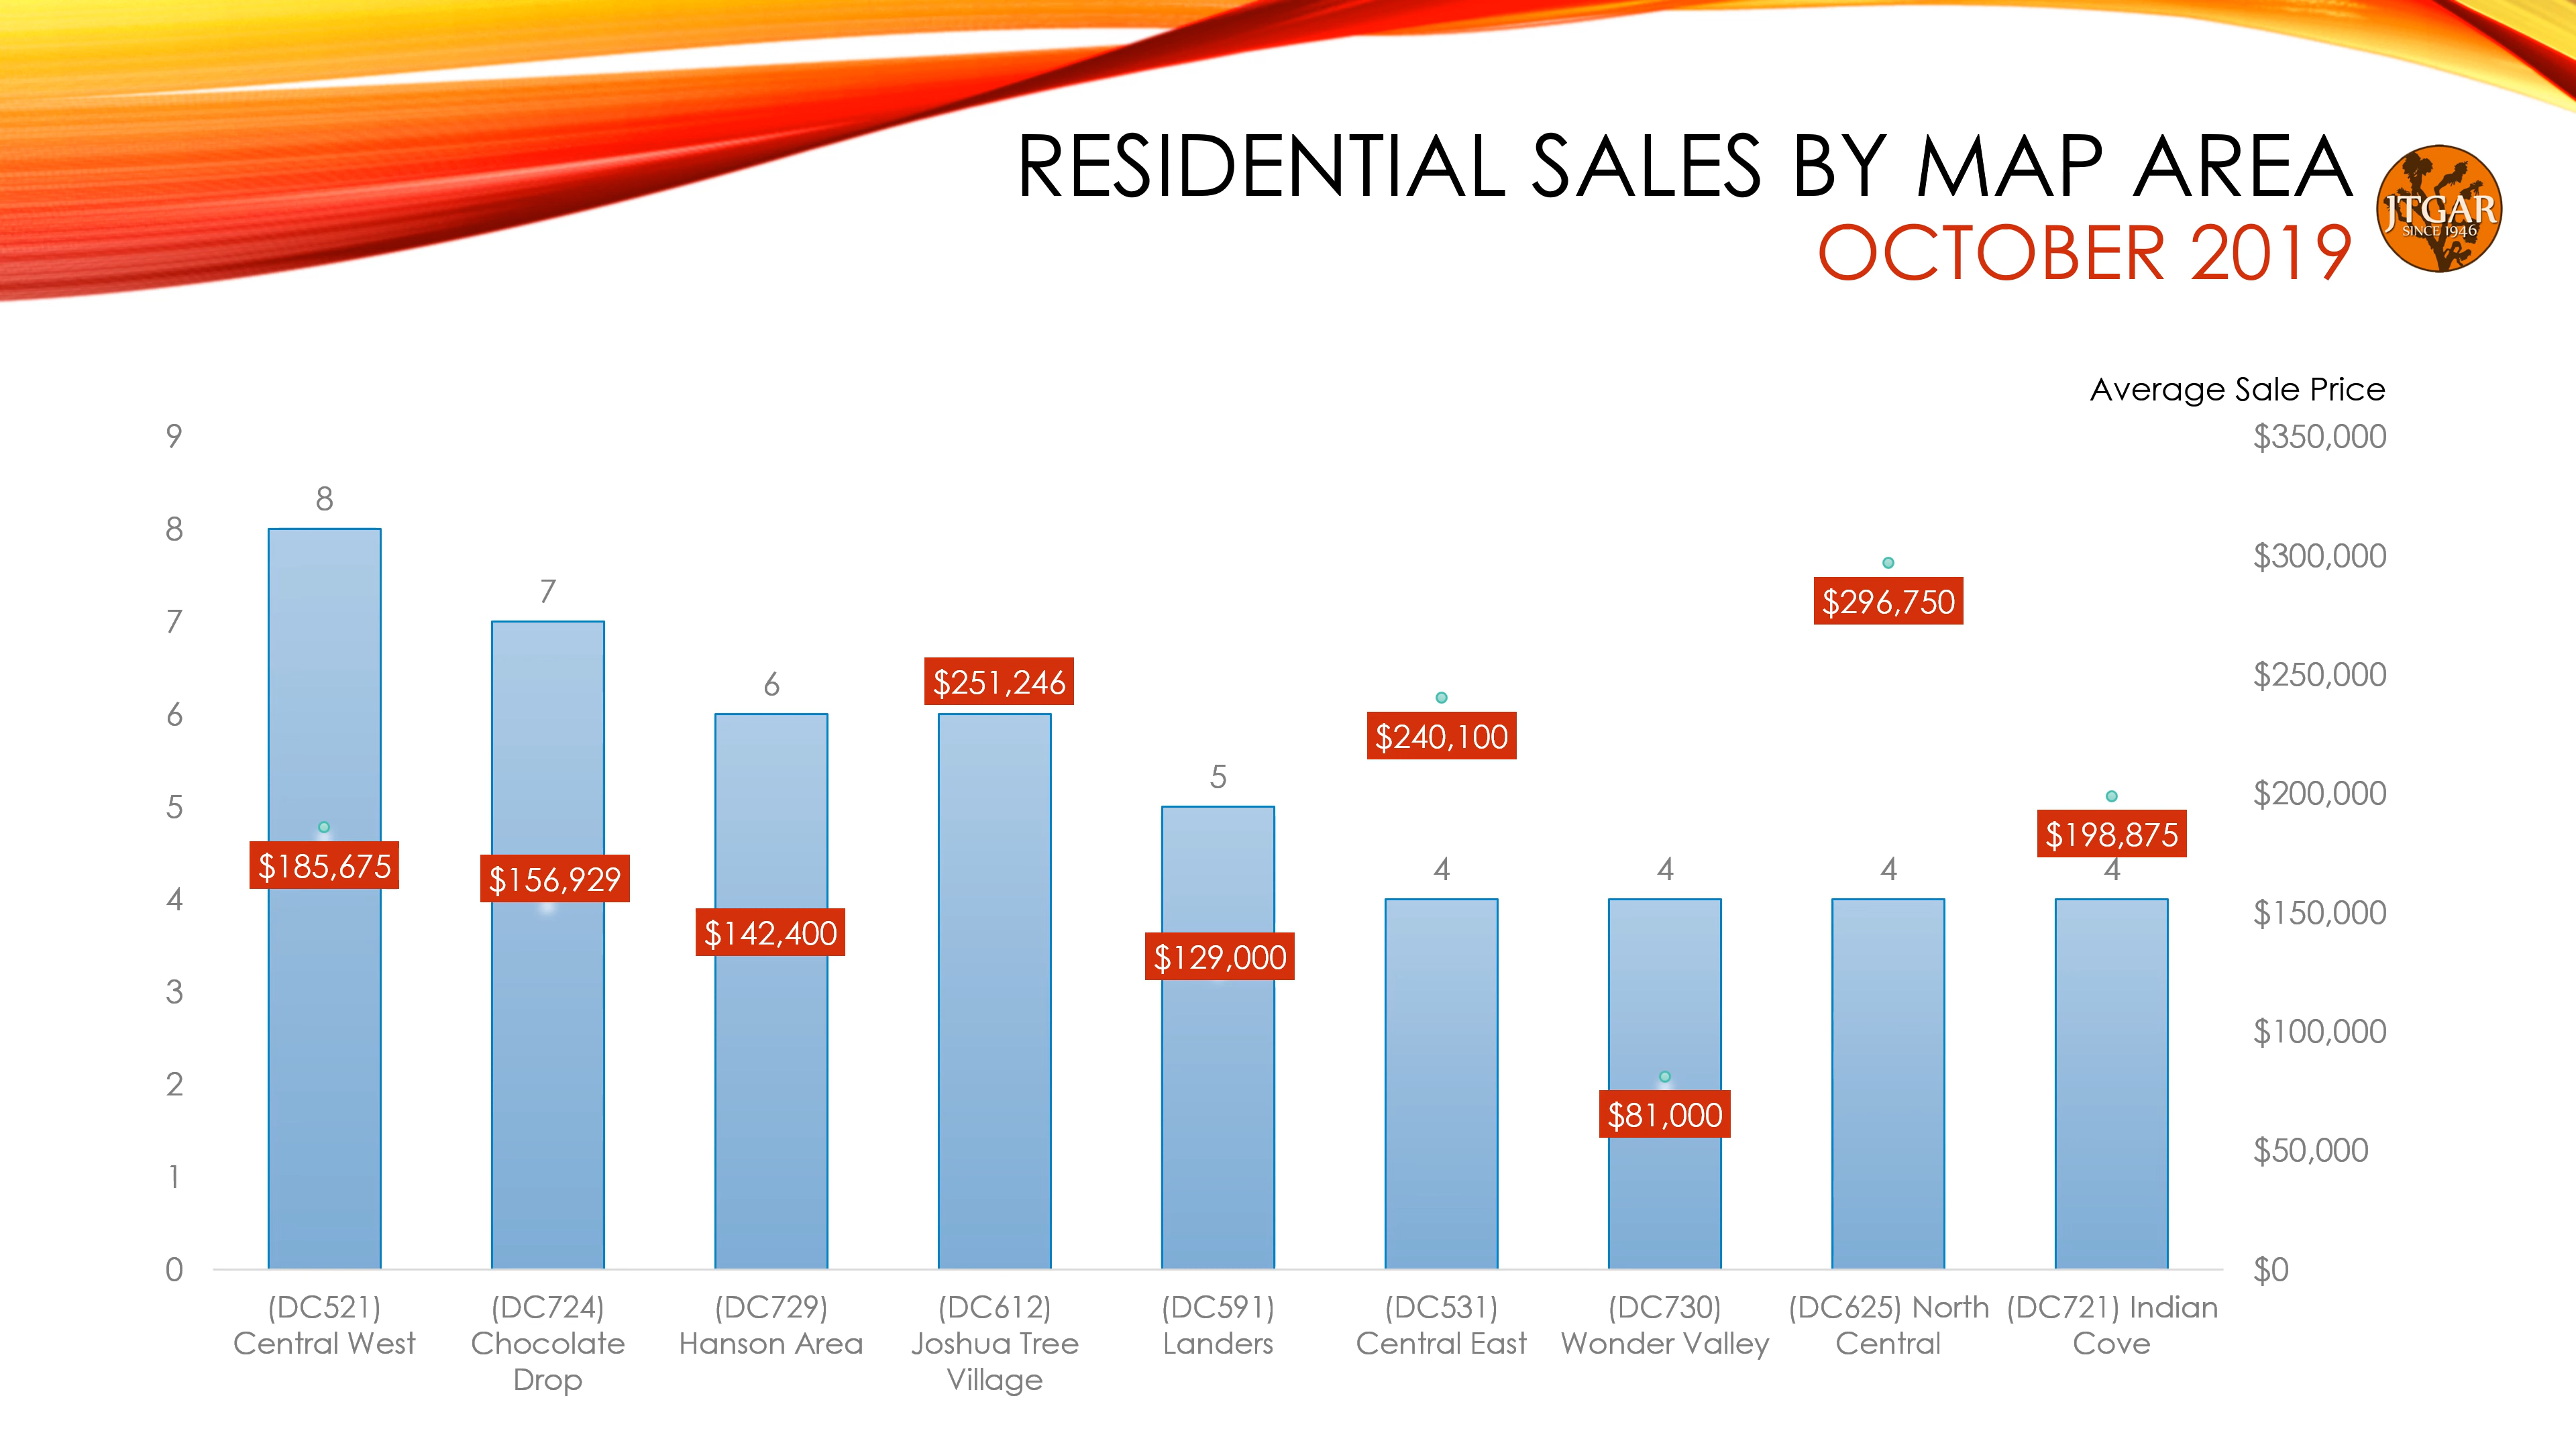 RESIDENTIAL SALES BY MAP AREA
OCTOBER 2019
JTGAR
SINCE 1946
Average Sale Price
9
8
7
6
5
4
3
2
1
0
8
7
6
5
4
4
4
4
$185,675
$156,929
$142,400
$251,246
$129,000
$240,100
$81,000
$296,750
$198,875
$350,000
$300,000
$250,000
$200,000
$150,000
$100,000
$50,000
$0
(DC521)
Central West
(DC724)
Chocolate
Drop
(DC729)
Hanson Area
(DC612)
Joshua Tree
Village
(DC591)
Landers
(DC531)
Central East
(DC730)
Wonder Valley
(DC625) North
Central
(DC721) Indian
Cove